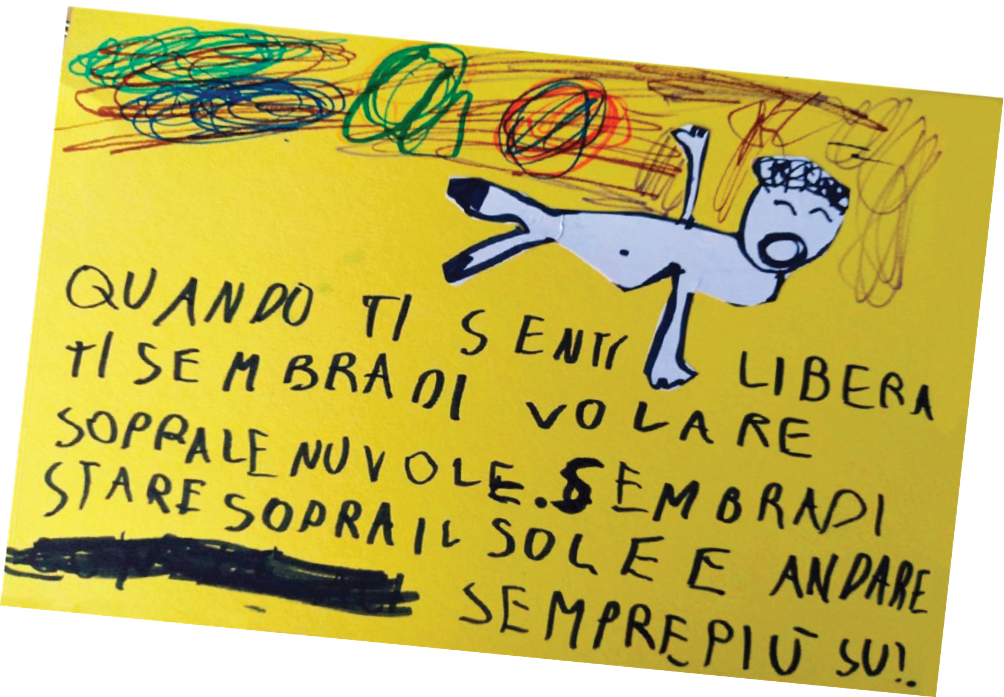 QUANDO TI SENTI LIBERA
TI SEMBRA DI VOLARE
SOPRA LE NUVOLE. SEMBRA DI
STARE SOPRA IL SOLE E ANDARE
SEMPRE PIÙ SU!.